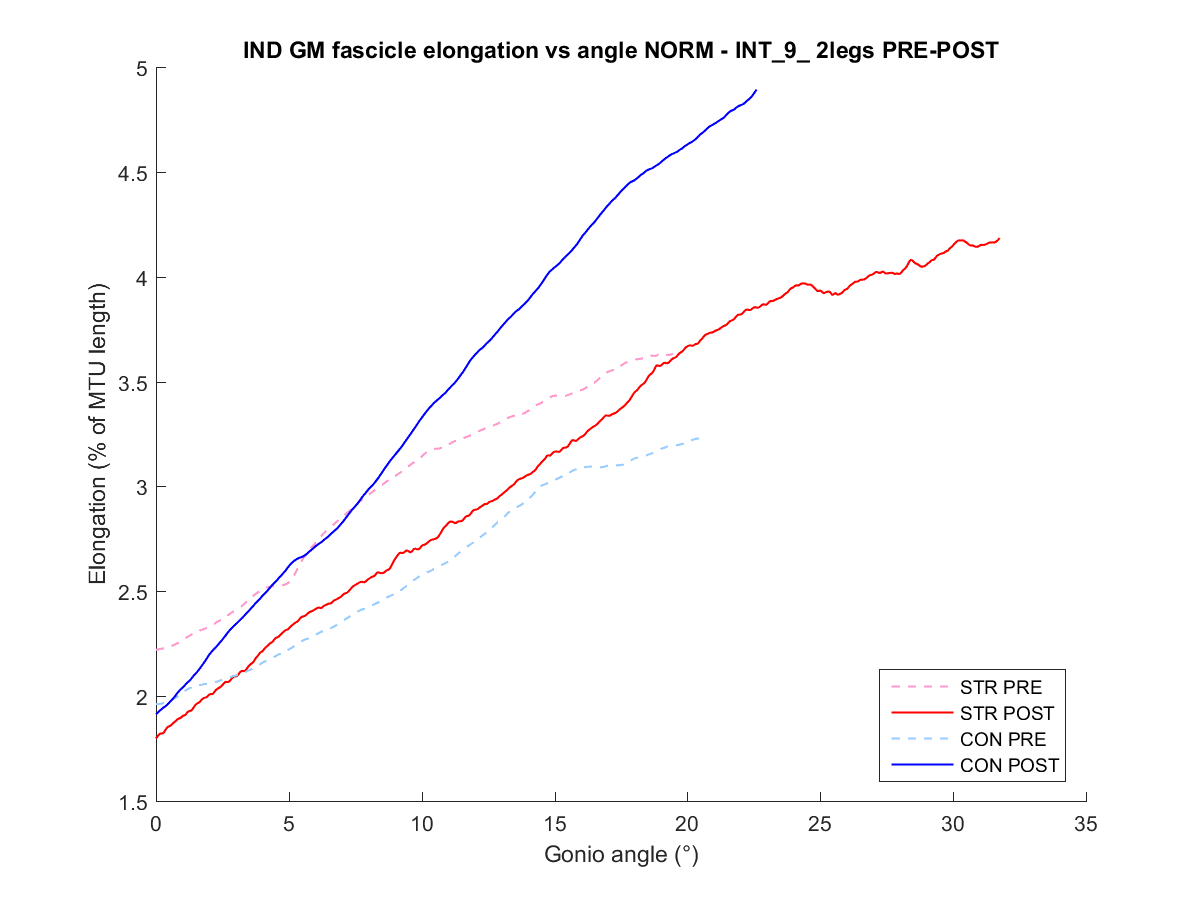 IND GM fascicle elongation vs angle NORM - INT_9_ 2legs PRE-POST
5
4.5
4
3.5
3
2.5
2
1.5
Elongation (% of MTU length)
0 5 10 15 20 25 30 35
Gonio angle (°)
STR PRE
STR POST
CON PRE
CON POST